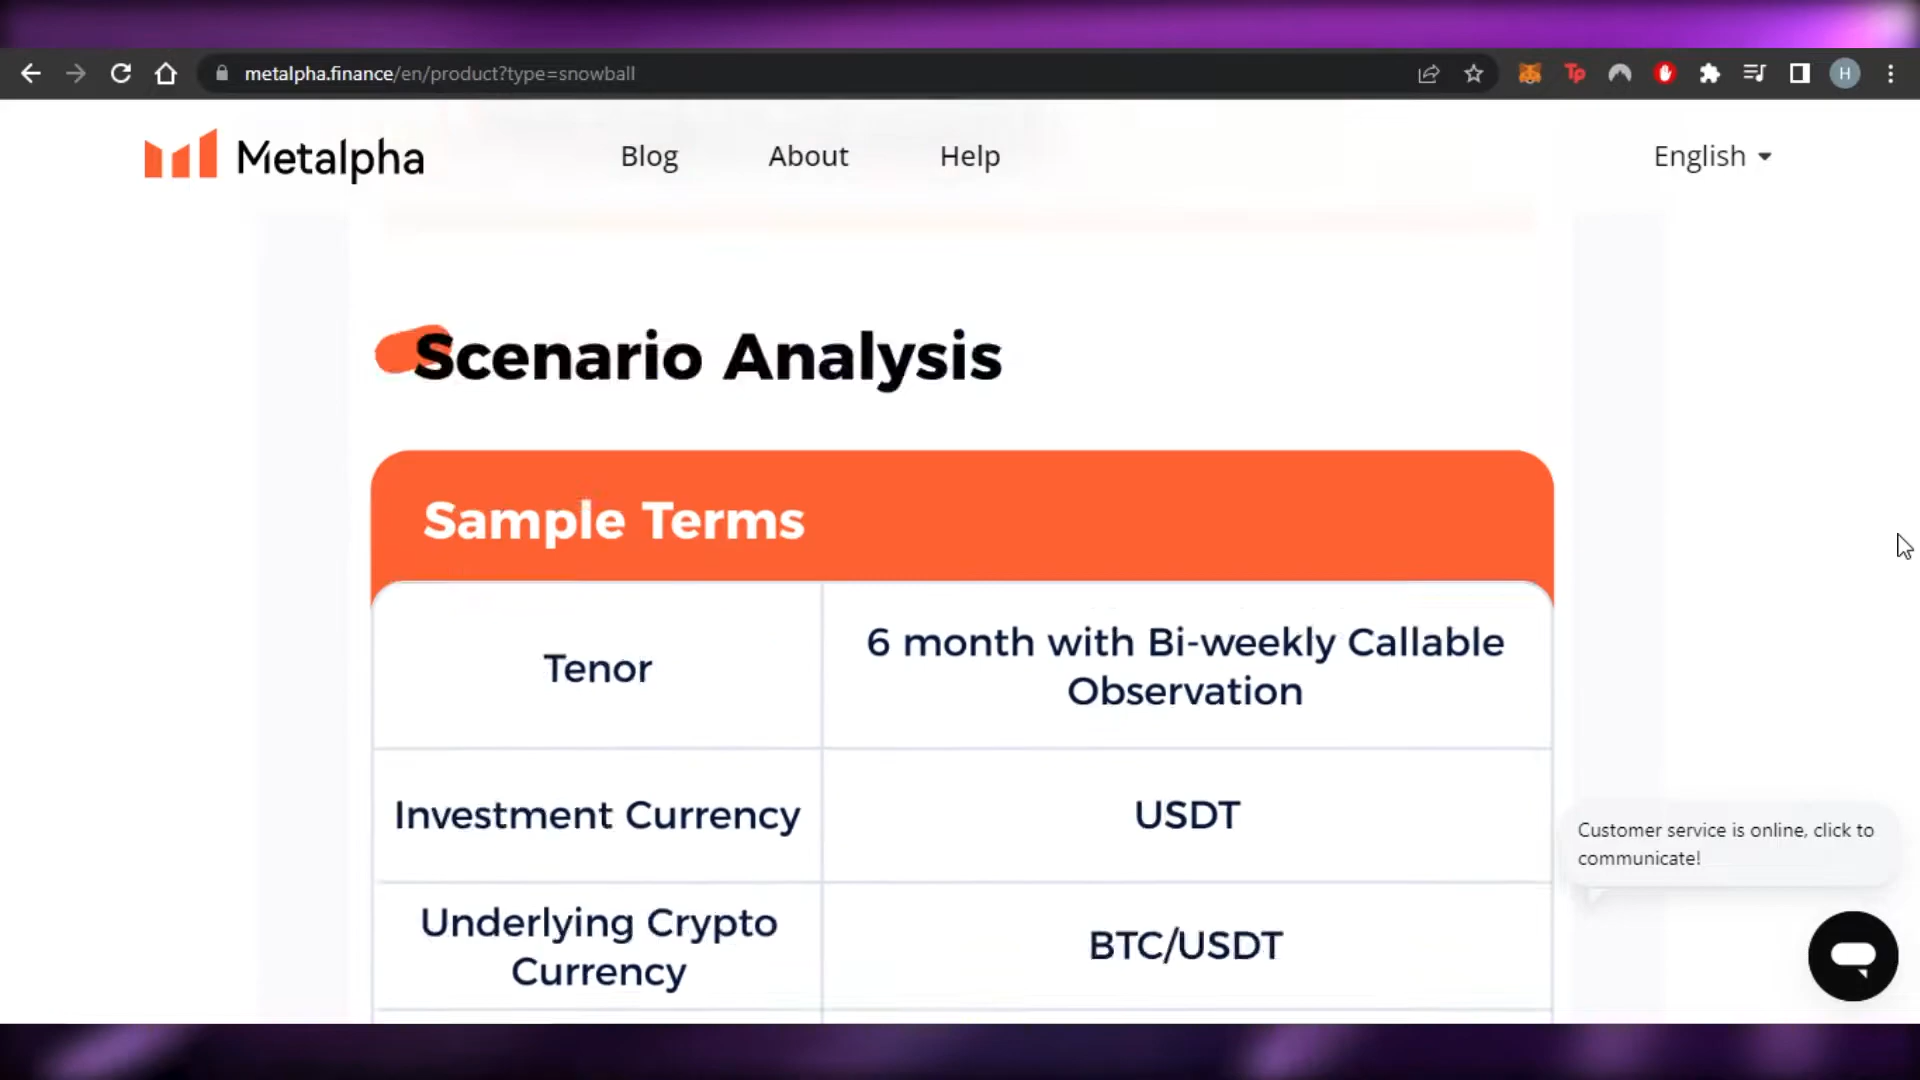 metalpha.finance/en/product?type=snowball
Tp
H
Metalpha
Blog
About
Help
English
Scenario Analysis
Sample Terms
Tenor
6 month with Bi-weekly Callable
Observation
Investment Currency
USDT
Underlying Crypto
Currency
BTC/USDT
Customer service is online, click to
communicate!